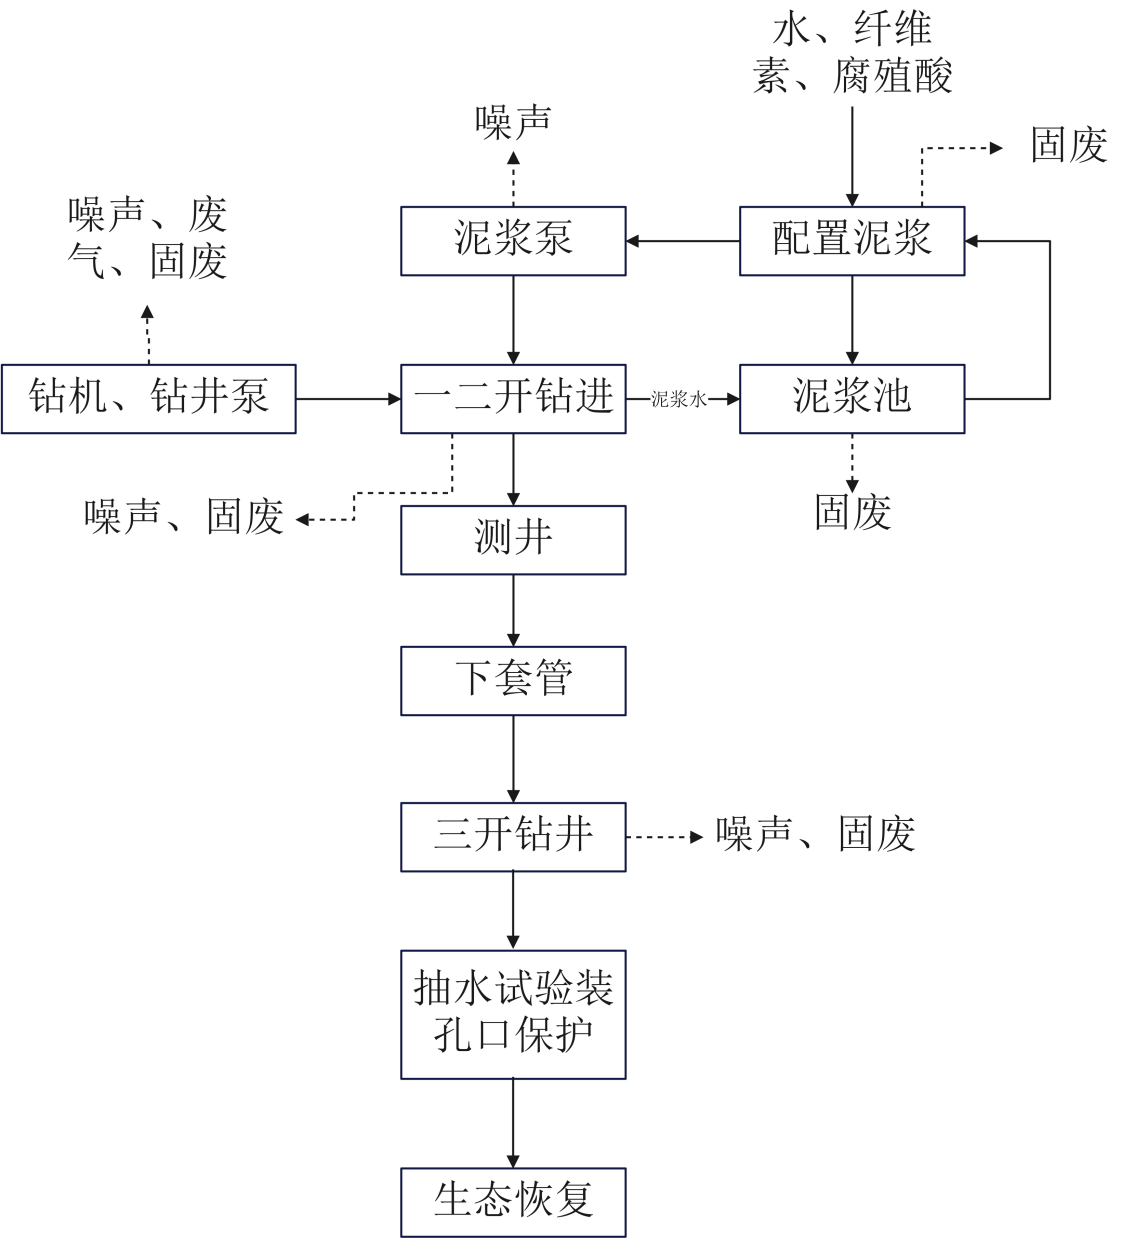 水、纤维
素、腐殖酸
噪声
固废
噪声、废
气、固废
泥浆泵
配置泥浆
钻机、钻井泵
一二开钻进
泥浆水
泥浆池
噪声、固废
固废
测井
下套管
三开钻井
噪声、固废
抽水试验装
孔口保护
生态恢复